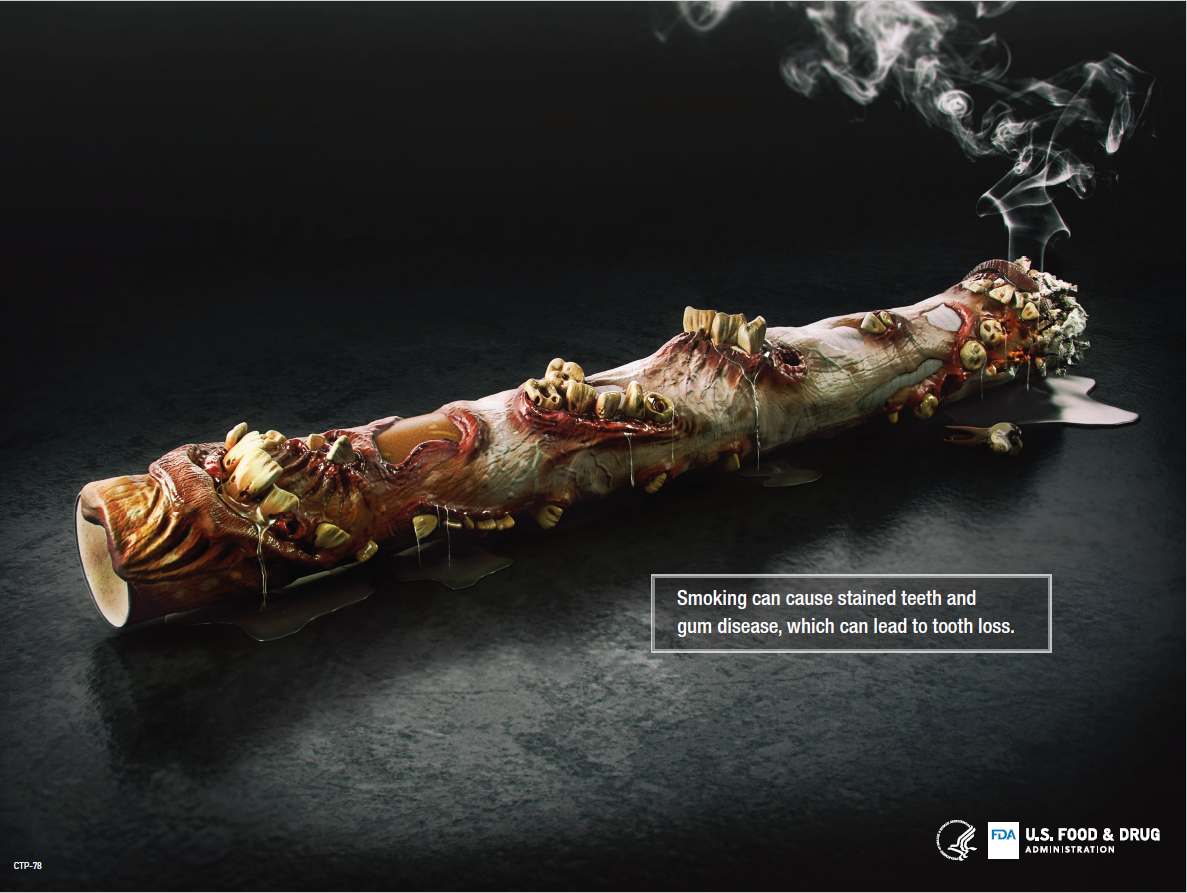 Smoking can cause stained teeth and
gum disease, which can lead to tooth loss.
CTP-78
FDA
U.S. FOOD & DRUG
ADMINISTRATION